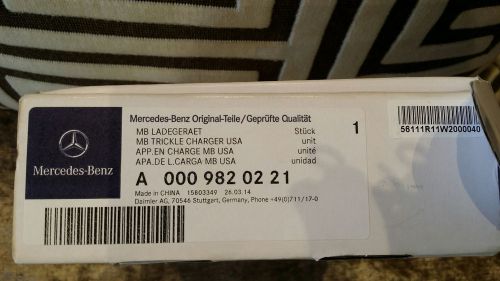 Mercedes-Benz Original-Teile/Geprüfte Qualität
MB LADEGERAET Stück 1
MB TRICKLE CHARGER USA unit
APP.EN CHARGE MB USA unité
APA.DE L.CARGA MB USA unidad
A 000 982 02 21
Made in CHINA 15803349 26.03.14
Daimler AG, 70546 Stuttgart, Germany, Phone +49(0)711/17-0
Mercedes-Benz
56111R11W2000040